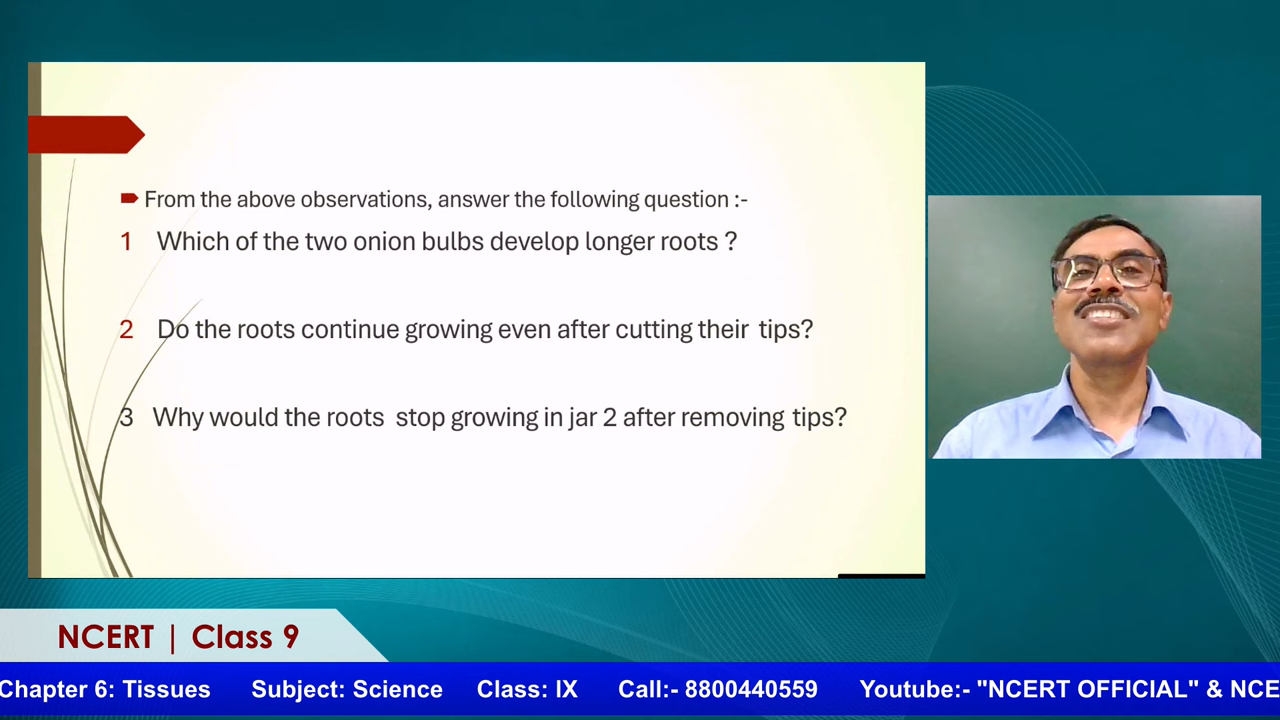 From the above observations, answer the following question :-
1 Which of the two onion bulbs develop longer roots ?
2 Do the roots continue growing even after cutting their tips?
3 Why would the roots stop growing in jar 2 after removing tips?
NCERT | Class 9
Chapter 6: Tissues Subject: Science Class: IX Call:- 8800440559 Youtube:- "NCERT OFFICIAL" & NCE